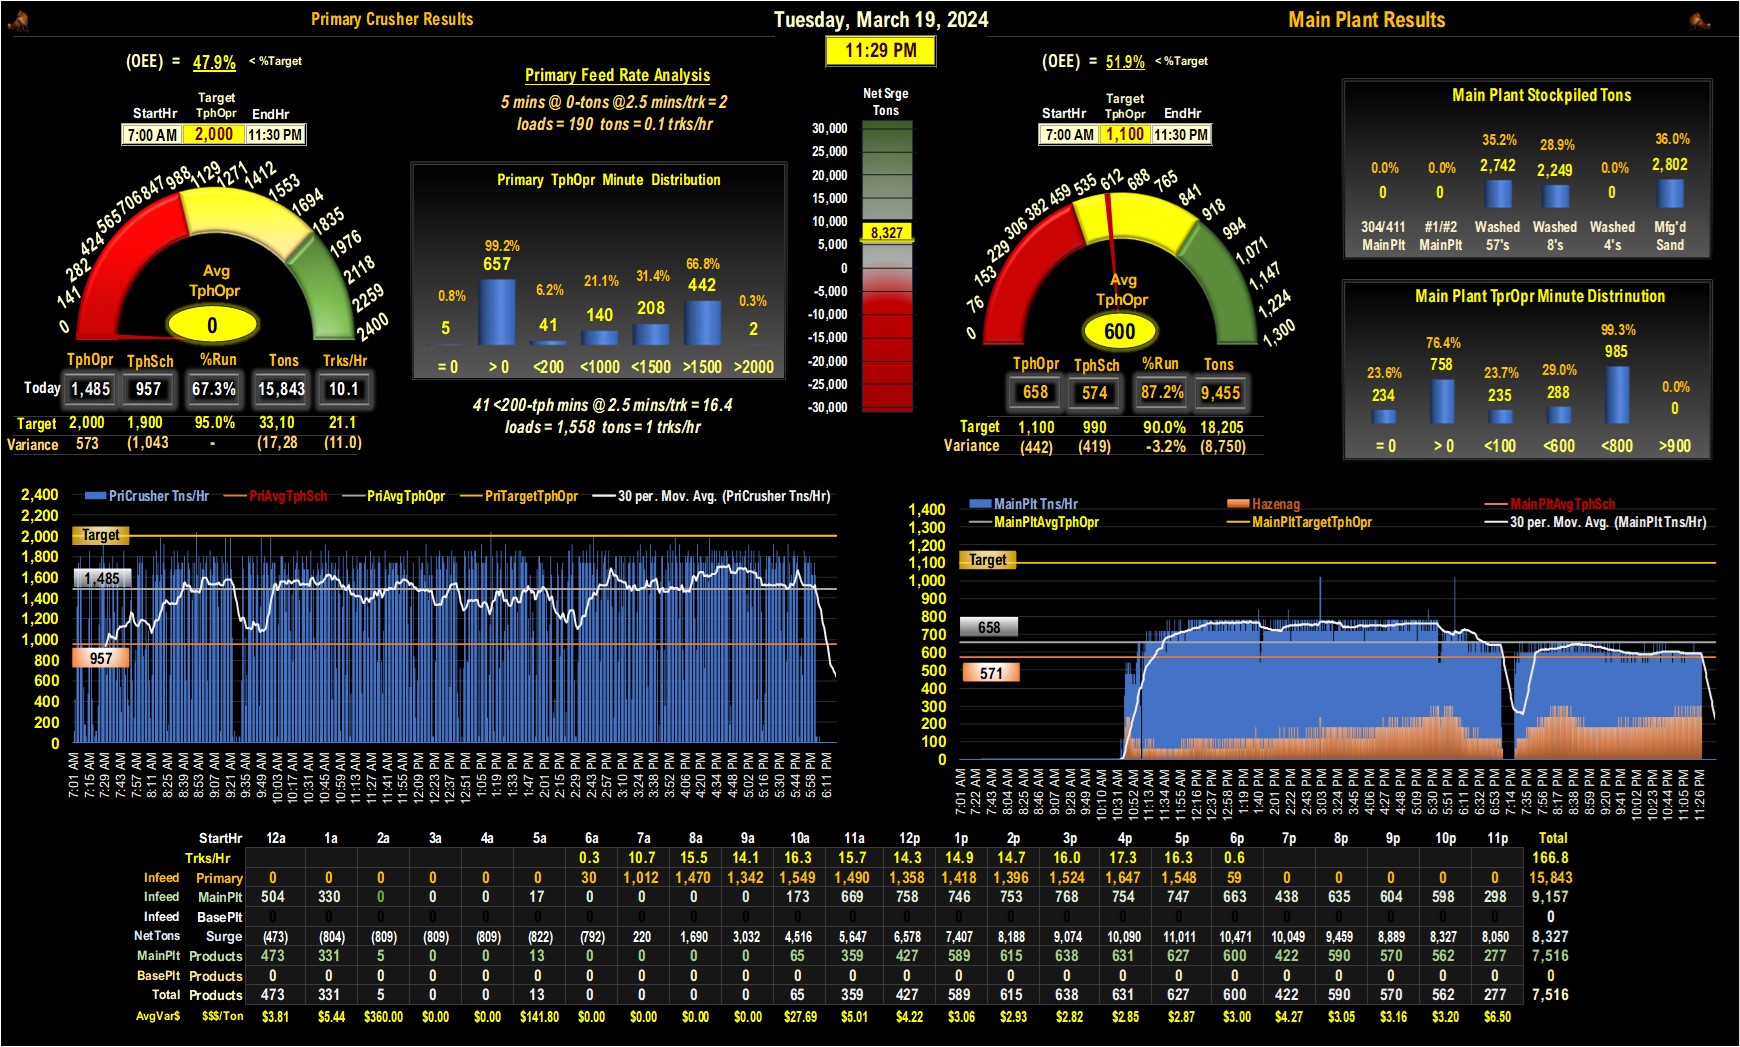 Primary Crusher Results
Tuesday, March 19, 2024
Main Plant Results
11:29 PM
(OEE) = 47.9% < %Target
StartHr Target TphOpr EndHr
7:00 AM 2,000 11:30 PM
0 141 282 424 565 706 847 988 1129 1271 1412 1553 1694 1835 1976 2118 2259 2400
Avg
TphOpr
0
TphOpr TphSch %Run Tons Trks/Hr
Today 1,485 957 67.3% 15,843 10.1
Target 2,000 1,900 95.0% 33,10 21.1
Variance 573 (1,043 - (17,28 (11.0)
Primary Feed Rate Analysis
5 mins @ 0-tons @2.5 mins/trk = 2
loads = 190 tons = 0.1 trks/hr
Primary TphOpr Minute Distribution
0.8% 99.2% 6.2% 21.1% 31.4% 66.8% 0.3%
5 657 41 140 208 442 2
= 0 > 0 <200 <1000 <1500 >1500 >2000
41 <200-tph mins @ 2.5 mins/trk = 16.4
loads = 1,558 tons = 1 trks/hr
Net Srge
Tons
30,000
25,000
20,000
15,000
10,000
8,327
5,000
0
-5,000
-10,000
-15,000
-20,000
-25,000
-30,000
(OEE) = 51.9% < %Target
StartHr Target TphOpr EndHr
7:00 AM 1,100 11:30 PM
0 76 153 229 306 382 459 535 612 688 765 841 918 994 1,071 1,147 1,224 1,300
Avg
TphOpr
600
TphOpr TphSch %Run Tons
658 574 87.2% 9,455
Target 1,100 990 90.0% 18,205
Variance (442) (419) -3.2% (8,750)
Main Plant Stockpiled Tons
0.0% 0.0% 35.2% 28.9% 0.0% 36.0%
0 0 2,742 2,249 0 2,802
304/411 #1/#2 Washed Washed Washed Mfg'd
MainPlt MainPlt 57's 8's 4's Sand
Main Plant TprOpr Minute Distrinution
23.6% 76.4% 23.7% 29.0% 99.3% 0.0%
234 758 235 288 985 0
= 0 > 0 <100 <600 <800 >900
PriCrusher Tns/Hr PriAvgTphSch PriAvgTphOpr PriTargetTphOpr 30 per. Mov. Avg. (PriCrusher Tns/Hr)
2,400
2,200
2,000
1,800
1,600
1,400
1,200
1,000
800
600
400
200
0
Target
1,485
957
7:01 AM 7:15 AM 7:29 AM 7:43 AM 7:57 AM 8:11 AM 8:25 AM 8:39 AM 8:53 AM 9:07 AM 9:21 AM 9:35 AM 9:49 AM 10:03 AM 10:17 AM 10:31 AM 10:45 AM 10:59 AM 11:13 AM 11:27 AM 11:41 AM 11:55 AM 12:09 PM 12:23 PM 12:37 PM 12:51 PM 1:05 PM 1:19 PM 1:33 PM 1:47 PM 2:01 PM 2:15 PM 2:29 PM 2:43 PM 2:57 PM 3:10 PM 3:24 PM 3:38 PM 3:52 PM 4:06 PM 4:20 PM 4:34 PM 4:48 PM 5:02 PM 5:16 PM 5:30 PM 5:44 PM 5:58 PM 6:11 PM
MainPlt Tns/Hr Hazenag MainPltAvgTphSch
MainPltAvgTphOpr MainPltTargetTphOpr 30 per. Mov. Avg. (MainPlt Tns/Hr)
1,400
1,300
1,200
1,100
1,000
900
800
700
600
500
400
300
200
100
0
Target
658
571
7:01 AM 7:22 AM 7:43 AM 8:04 AM 8:25 AM 8:46 AM 9:07 AM 9:28 AM 9:49 AM 10:10 AM 10:31 AM 10:52 AM 11:13 AM 11:34 AM 11:55 AM 12:16 PM 12:37 PM 12:58 PM 1:19 PM 1:40 PM 2:01 PM 2:22 PM 2:43 PM 3:03 PM 3:24 PM 3:45 PM 4:06 PM 4:27 PM 4:48 PM 5:09 PM 5:30 PM 5:51 PM 6:11 PM 6:32 PM 6:53 PM 7:14 PM 7:35 PM 7:56 PM 8:17 PM 8:38 PM 8:59 PM 9:20 PM 9:41 PM 10:02 PM 10:23 PM 10:44 PM 11:05 PM 11:26 PM
StartHr 12a 1a 2a 3a 4a 5a 6a 7a 8a 9a 10a 11a 12p 1p 2p 3p 4p 5p 6p 7p 8p 9p 10p 11p Total
Trks/Hr 0.3 10.7 15.5 14.1 16.3 15.7 14.3 14.9 14.7 16.0 17.3 16.3 0.6 166.8
Infeed Primary 0 0 0 0 0 0 30 1,012 1,470 1,342 1,549 1,490 1,358 1,418 1,396 1,524 1,647 1,548 59 0 0 0 0 0 15,843
Infeed MainPlt 504 330 0 0 0 17 0 0 0 0 173 669 758 746 753 768 754 747 663 438 635 604 598 298 9,157
Infeed BasePlt 0 0 0 0 0 0 0 0 0 0 0 0 0 0 0 0 0 0 0 0 0 0 0 0 0
NetTons Surge (473) (804) (809) (809) (809) (822) (792) 220 1,690 3,032 4,516 5,647 6,578 7,407 8,188 9,074 10,090 11,011 10,471 10,049 9,459 8,889 8,327 8,050 8,327
MainPlt Products 473 331 5 0 0 13 0 0 0 0 65 359 427 589 615 638 631 627 600 422 590 570 562 277 7,516
BasePlt Products 0 0 0 0 0 0 0 0 0 0 0 0 0 0 0 0 0 0 0 0 0 0 0 0 0
Total Products 473 331 5 0 0 13 0 0 0 0 65 359 427 589 615 638 631 627 600 422 590 570 562 277 7,516
AvgVar$ $$$/Ton $3.81 $5.44 $360.00 $0.00 $0.00 $141.80 $0.00 $0.00 $0.00 $0.00 $27.69 $5.01 $4.22 $3.06 $2.93 $2.82 $2.85 $2.87 $3.00 $4.27 $3.05 $3.16 $3.20 $6.50